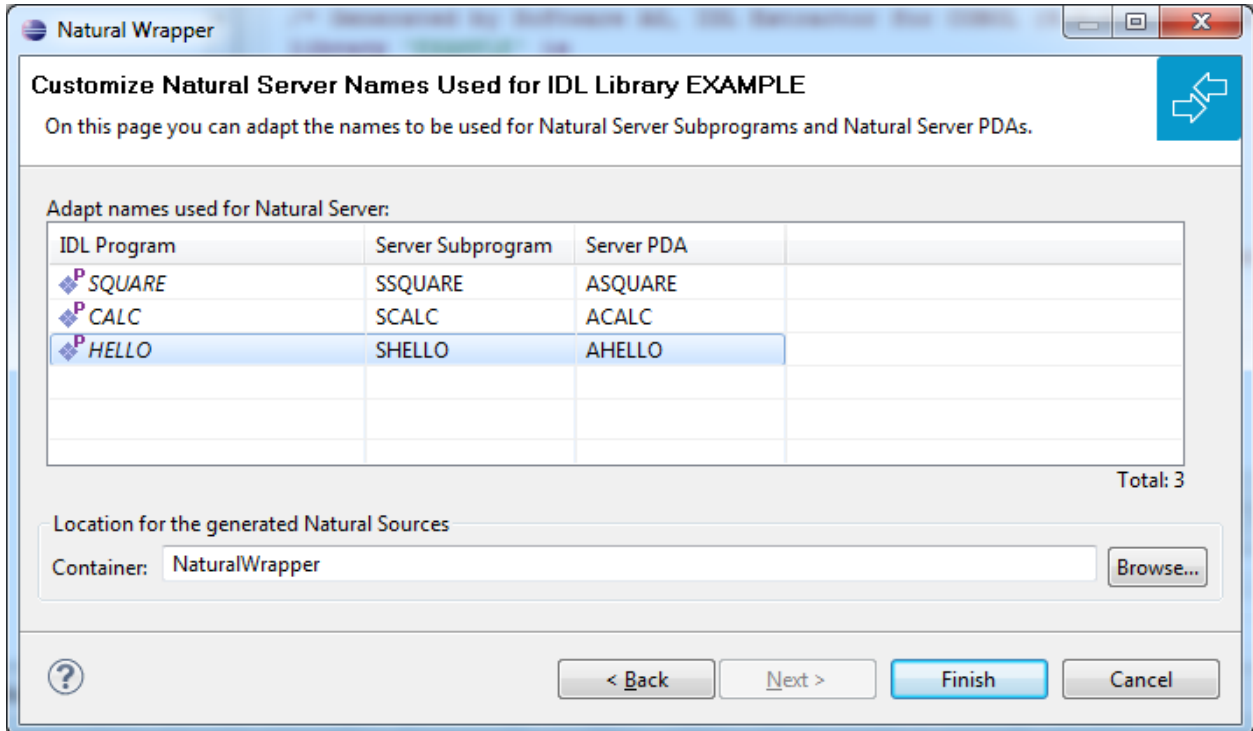 Natural Wrapper
Customize Natural Server Names Used for IDL Library EXAMPLE
On this page you can adapt the names to be used for Natural Server Subprograms and Natural Server PDAs.
Adapt names used for Natural Server:
IDL Program Server Subprogram Server PDA
P SQUARE SSQUARE ASQUARE
P CALC SCALC ACALC
P HELLO SHELLO AHELLO
Total: 3
Location for the generated Natural Sources
Container: NaturalWrapper Browse...
? < Back Next > Finish Cancel